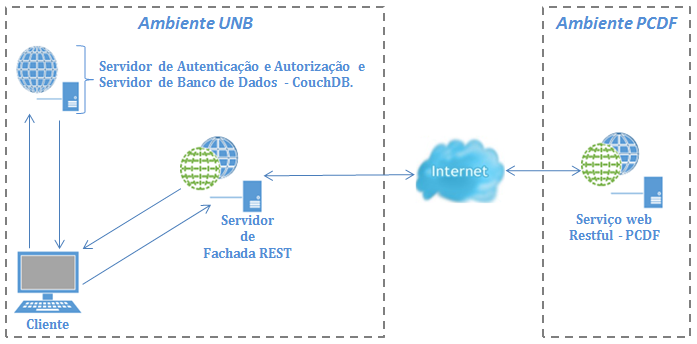 Ambiente UNB
Ambiente PCDF
Servidor de Autenticação e Autorização e
Servidor de Banco de Dados - CouchDB.
Internet
Servidor
de
Fachada REST
Serviço web
Restful - PCDF
Cliente